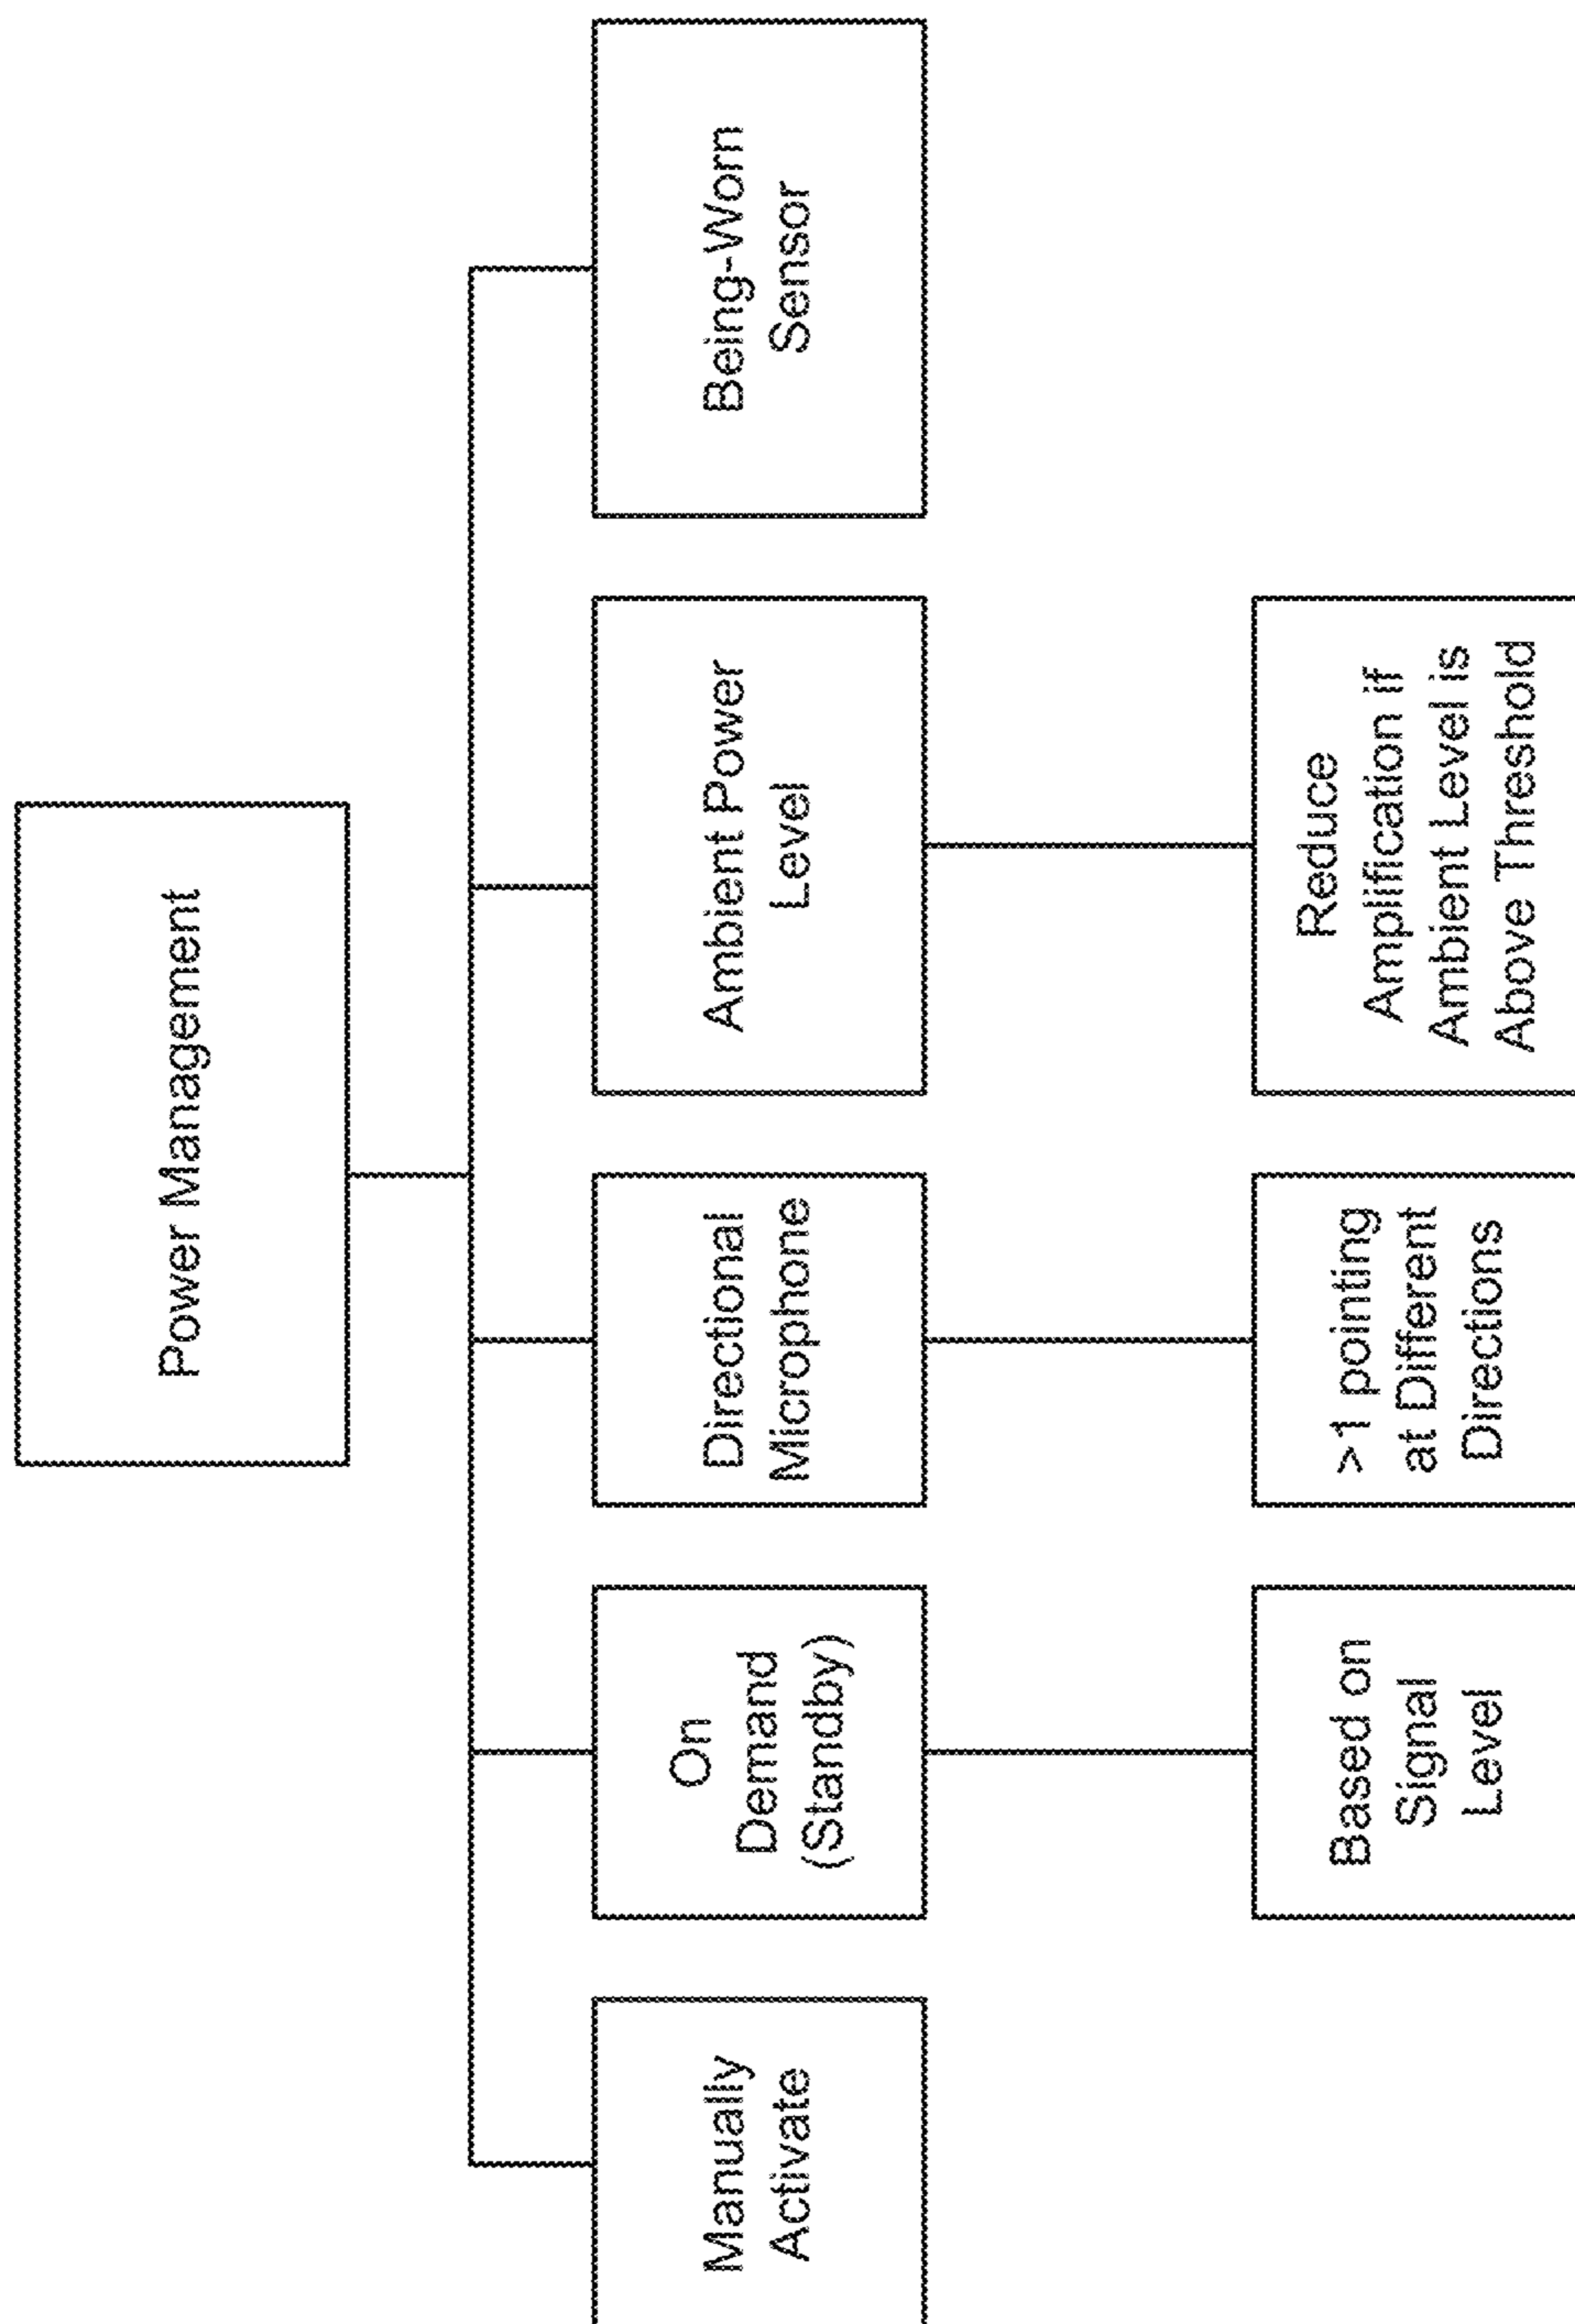 Power Management
Manually
Activate
On
Demand
(Standby)
Directional
Microphone
Ambient Power
Level
Being-Worn
Sensor
Based on
Signal
Level
>1 pointing
at Different
Directions
Reduce
Amplification if
Ambient Level is
Above Threshold